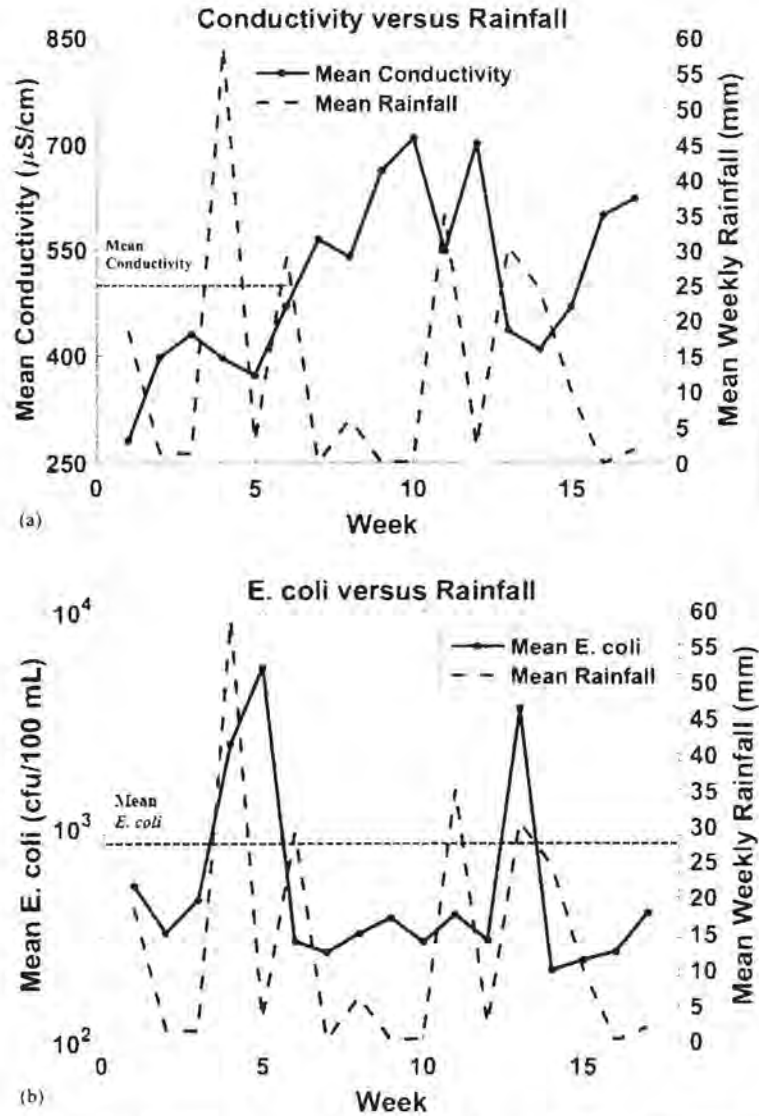 Conductivity versus Rainfall
Mean Conductivity (μS/cm)
850
700
550
400
250
Mean Conductivity
Mean Rainfall
Mean
Conductivity
60
55
50
45
40
35
30
25
20
15
10
5
0
Mean Weekly Rainfall (mm)
0
5
10
15
Week
(a)
E. coli versus Rainfall
Mean E. coli (cfu/100 mL)
10⁴
10³
10²
Mean E. coli
Mean Rainfall
Mean
E. coli
60
55
50
45
40
35
30
25
20
15
10
5
0
Mean Weekly Rainfall (mm)
0
5
10
15
Week
(b)